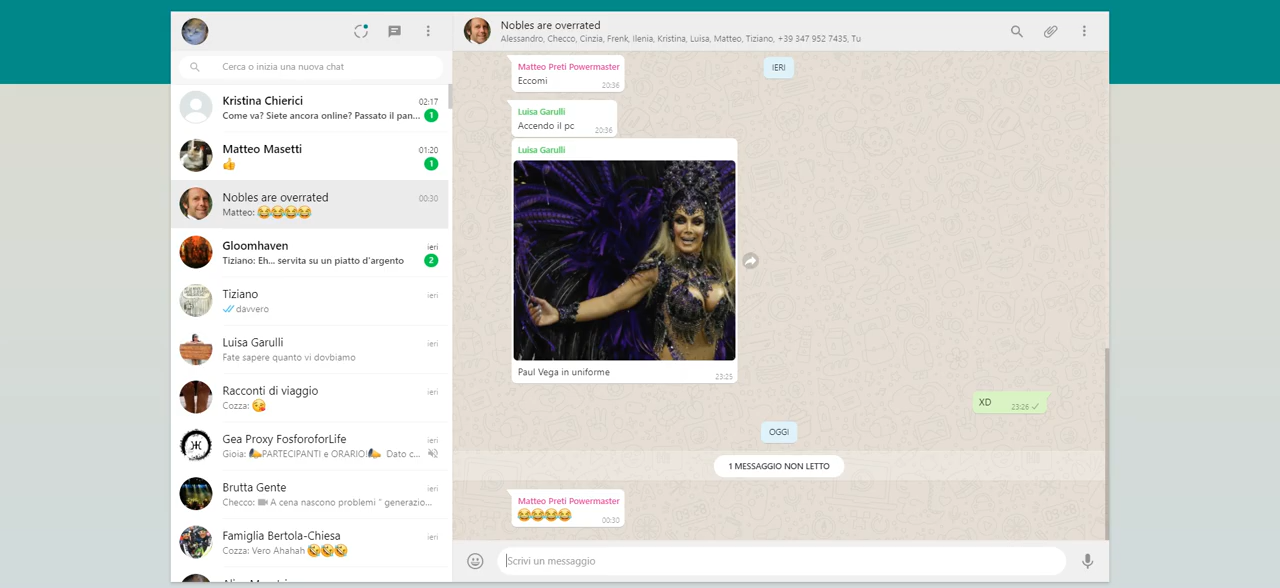 Cerca o inizia una nuova chat
Kristina Chierici
02:17
Come va? Siete ancora online? Passato il pan...
1
Matteo Masetti
01:20
1
Nobles are overrated
00:30
Matteo: 😂😂😂😂
Gloomhaven
ieri
Tiziano: Eh... servita su un piatto d'argento
2
Tiziano
ieri
davvero
Luisa Garulli
ieri
Fate sapere quanto vi dovbiamo
Racconti di viaggio
ieri
Cozza: 😘
Gea Proxy FosfororforLife
ieri
Gioia: PARTECIPANTI e ORARIO! Dato c...
Brutta Gente
ieri
Checco: A cena nascono problemi " generazio...
Famiglia Bertola-Chiesa
ieri
Cozza: Vero Ahahah 🤣🤣🤣
Nobles are overrated
Alessandro, Checco, Cinzia, Frenk, Ilenia, Kristina, Luisa, Matteo, Tiziano, +39 347 952 7435, Tu
IERI
Matteo Preti Powermaster
Eccomi
20:36
Luisa Garulli
Accendo il pc
20:36
Luisa Garulli
Paul Vega in uniforme
23:25
XD
23:26
OGGI
1 MESSAGGIO NON LETTO
Matteo Preti Powermaster
😂😂😂😂
00:30
Scrivi un messaggio